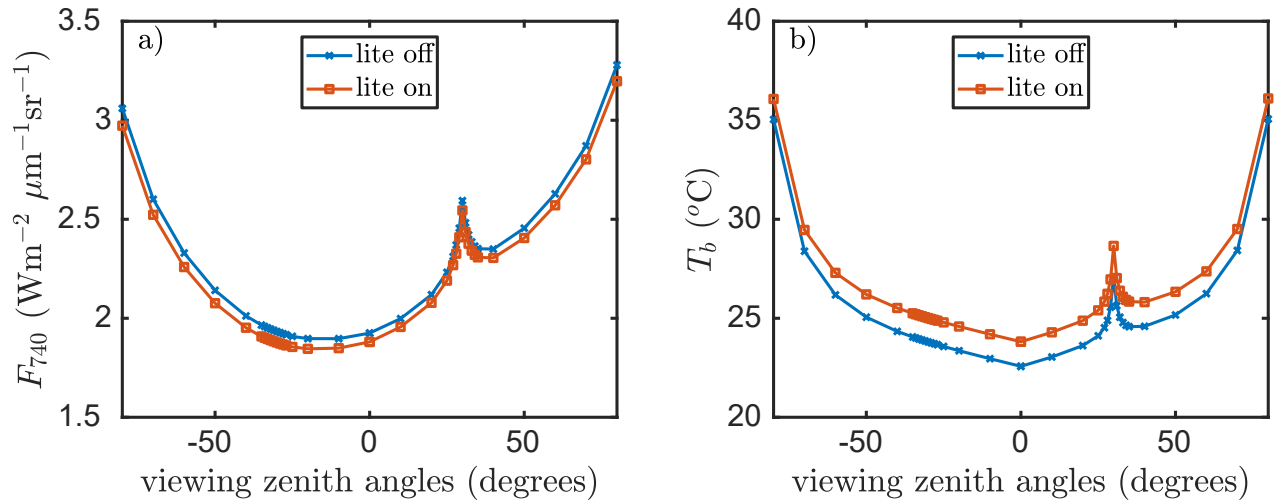 a)
lite off
lite on
3.5
3
2.5
2
1.5
-50 0 50
F₇₄₀ (Wm⁻² μm⁻¹sr⁻¹)
viewing zenith angles (degrees)
b)
lite off
lite on
40
35
30
25
20
-50 0 50
T_b (°C)
viewing zenith angles (degrees)